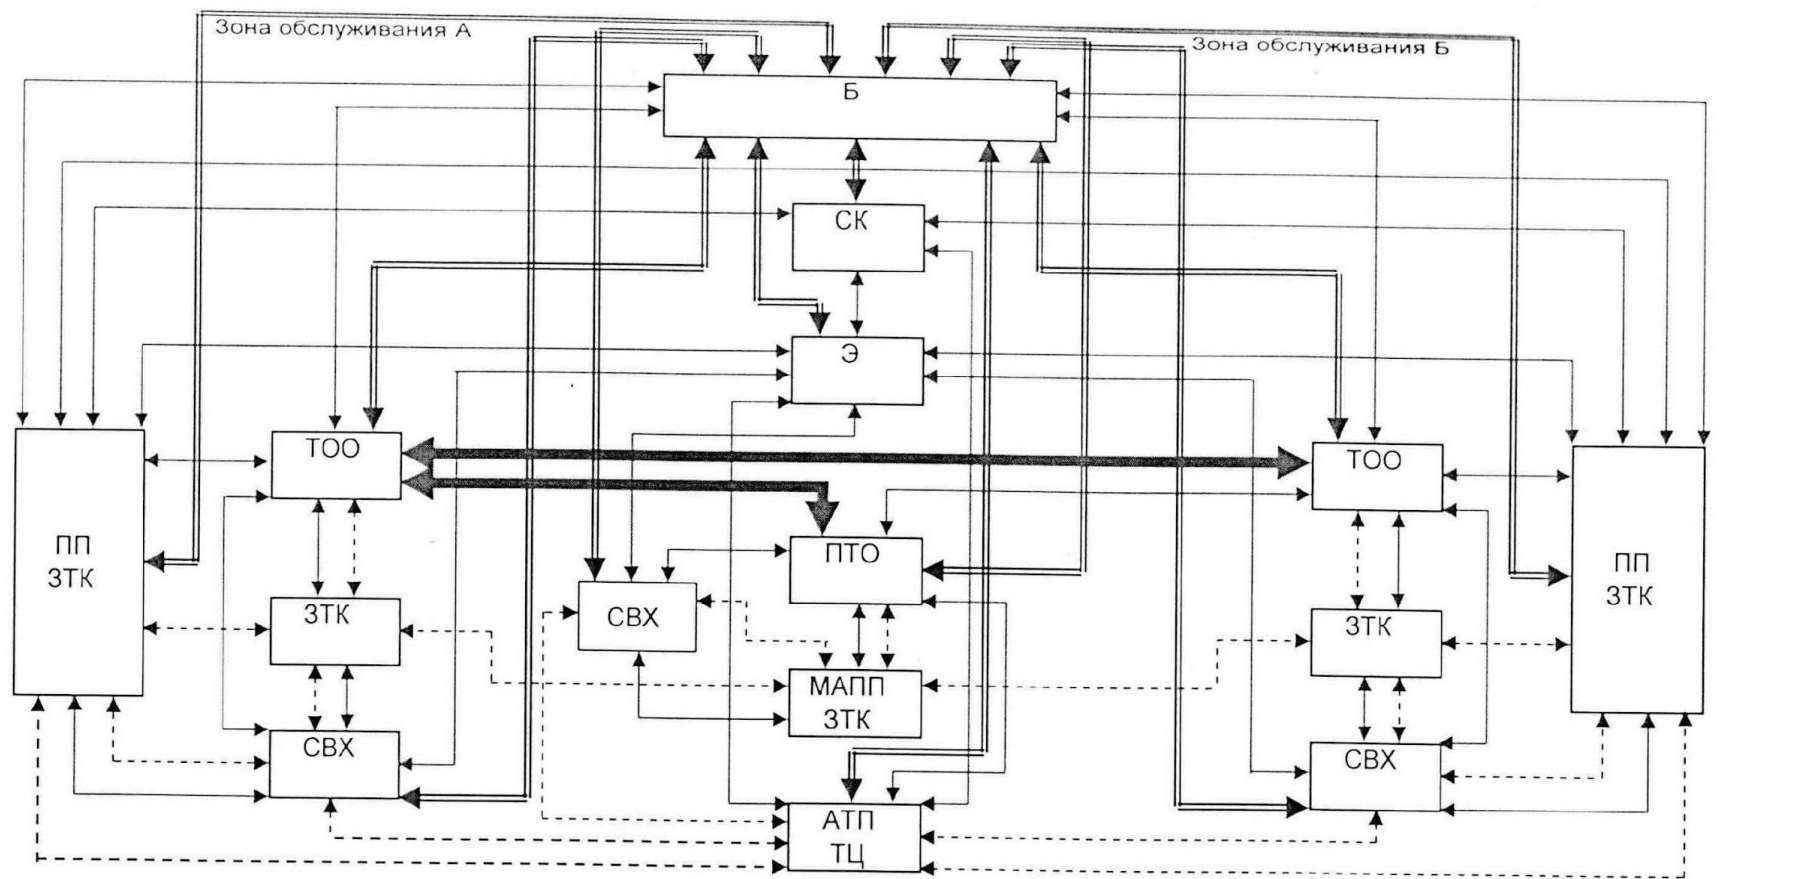 Зона обслуживания А
Зона обслуживания Б
Б
СК
Э
ТОО
ТОО
ПП
ЗТК
ПТО
ПП
ЗТК
ЗТК
СВХ
ЗТК
МАПП
ЗТК
СВХ
СВХ
АТП
ТЦ